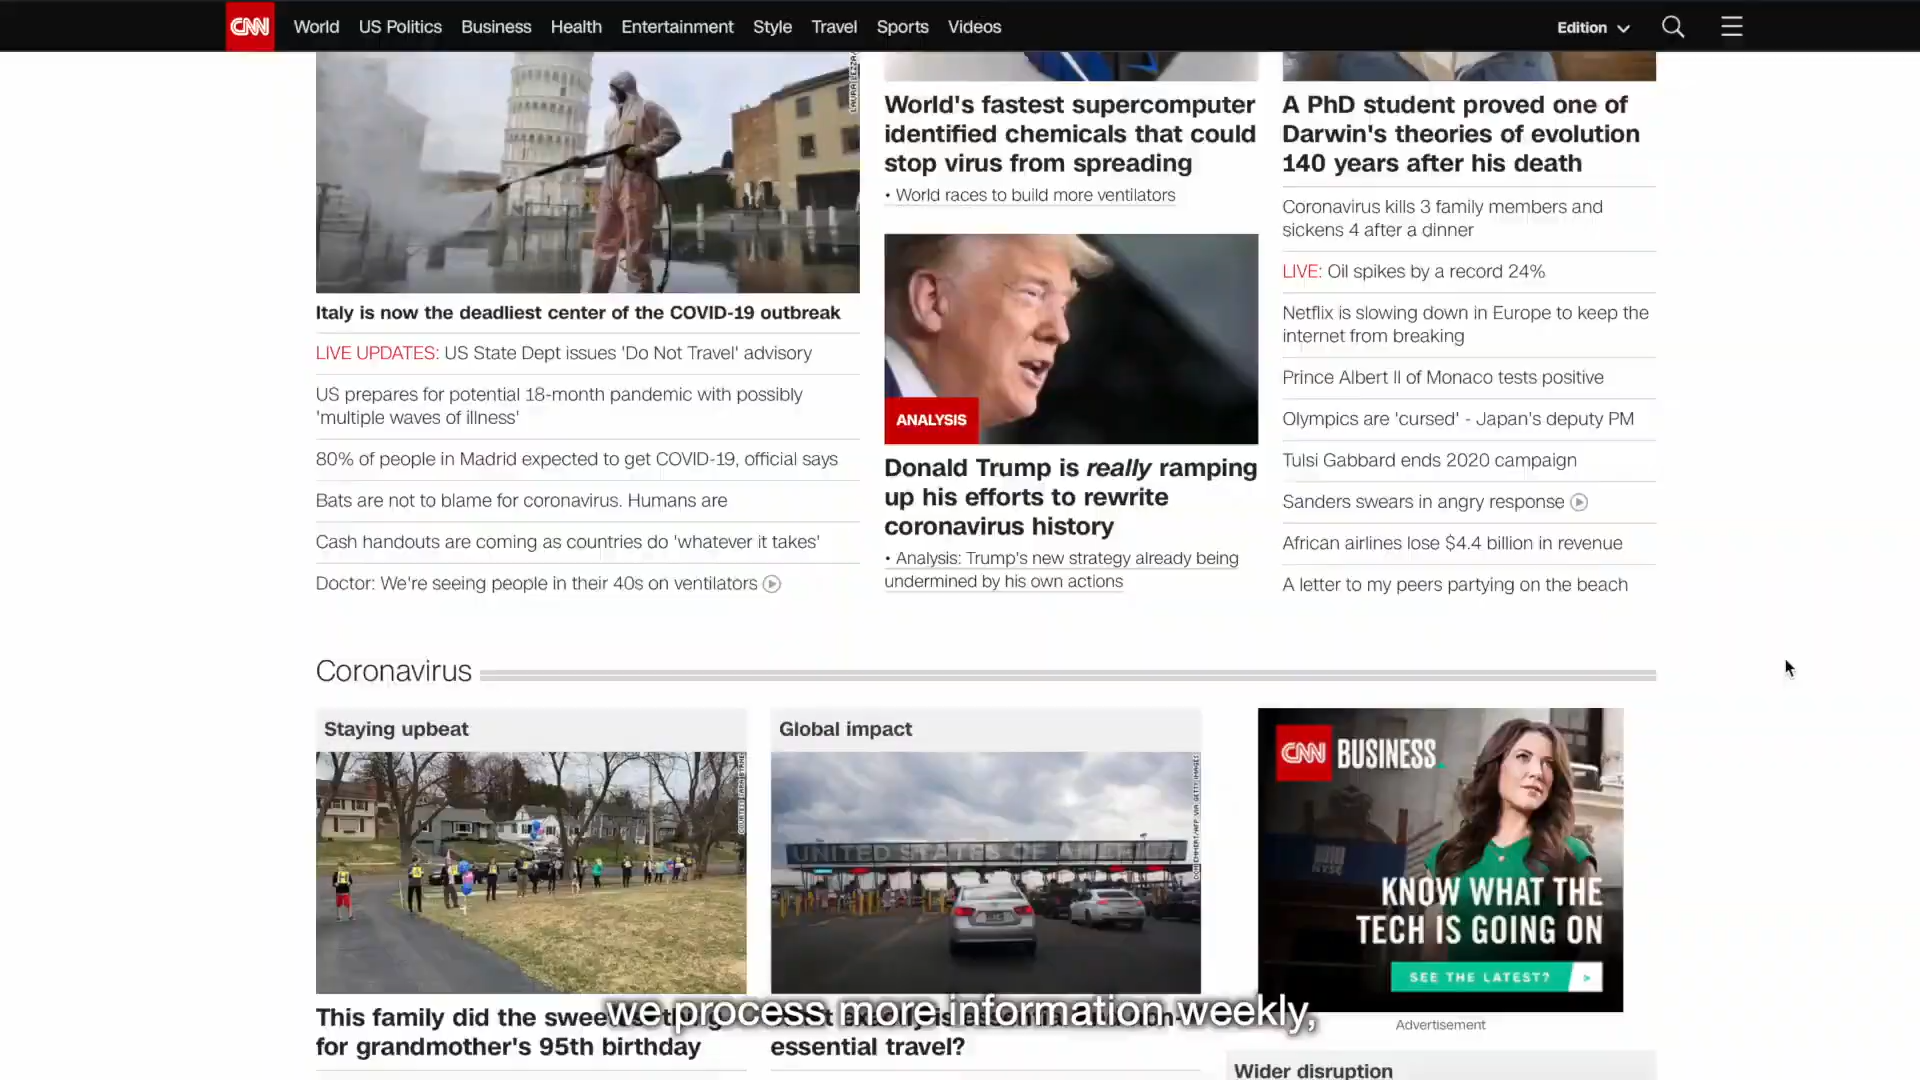 CNN World US Politics Business Health Entertainment Style Travel Sports Videos Edition
Italy is now the deadliest center of the COVID-19 outbreak
LIVE UPDATES: US State Dept issues 'Do Not Travel' advisory
US prepares for potential 18-month pandemic with possibly
'multiple waves of illness'
80% of people in Madrid expected to get COVID-19, official says
Bats are not to blame for coronavirus. Humans are
Cash handouts are coming as countries do 'whatever it takes'
Doctor: We're seeing people in their 40s on ventilators
World's fastest supercomputer
identified chemicals that could
stop virus from spreading
• World races to build more ventilators
ANALYSIS
Donald Trump is really ramping
up his efforts to rewrite
coronavirus history
• Analysis: Trump's new strategy already being
undermined by his own actions
A PhD student proved one of
Darwin's theories of evolution
140 years after his death
Coronavirus kills 3 family members and
sickens 4 after a dinner
LIVE: Oil spikes by a record 24%
Netflix is slowing down in Europe to keep the
internet from breaking
Prince Albert II of Monaco tests positive
Olympics are 'cursed' - Japan's deputy PM
Tulsi Gabbard ends 2020 campaign
Sanders swears in angry response
African airlines lose $4.4 billion in revenue
A letter to my peers partying on the beach
Coronavirus
Staying upbeat
This family did the
for grandmother's 95th birthday
Global impact
UNITED STATES OF AMERICA
essential travel?
CNN BUSINESS.
KNOW WHAT THE
TECH IS GOING ON
SEE THE LATEST? >
Advertisement
Wider disruption
we process more information weekly,